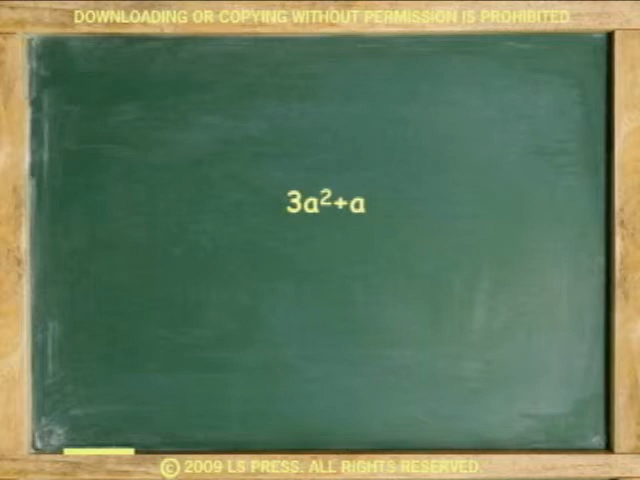 DOWNLOADING OR COPYING WITHOUT PERMISSION IS PROHIBITED
3a²+a
© 2009 LS PRESS. ALL RIGHTS RESERVED.